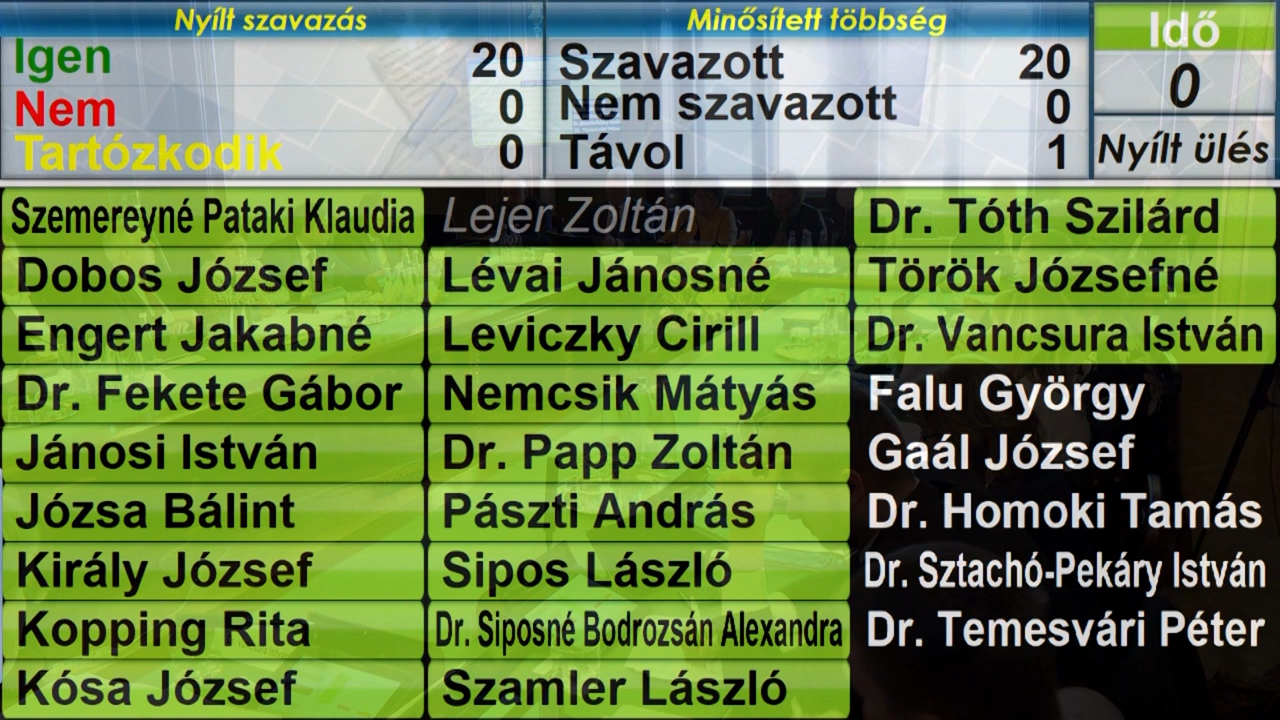 Nyílt szavazás
Igen 20
Nem 0
Tartózkodik 0
Minősített többség
Szavazott 20
Nem szavazott 0
Távol 1
Idő
0
Nyílt ülés
Szemereyné Pataki Klaudia
Dobos József
Engert Jakabné
Dr. Fekete Gábor
Jánosi István
Józsa Bálint
Király József
Kopping Rita
Kósa József
Lejer Zoltán
Lévai Jánosné
Leviczky Cirill
Nemcsik Mátyás
Dr. Papp Zoltán
Pászti András
Sipos László
Dr. Siposné Bodrozsán Alexandra
Szamler László
Dr. Tóth Szilárd
Török Józsefné
Dr. Vancsura István
Falu György
Gaál József
Dr. Homoki Tamás
Dr. Sztachó-Pekáry István
Dr. Temesvári Péter